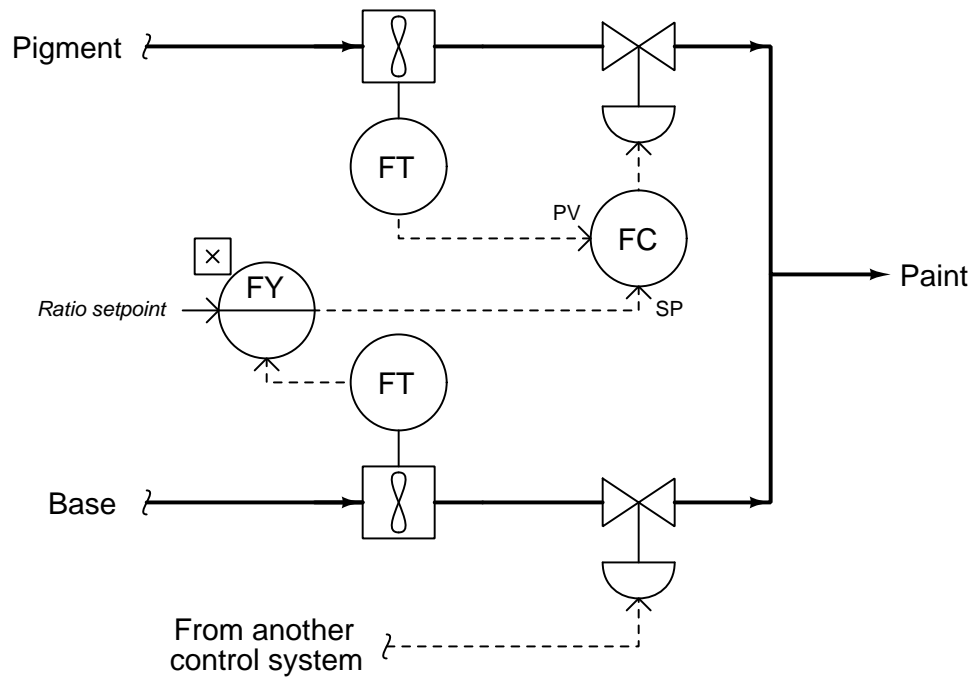 Pigment
FT
PV
FC
×
FY
Paint
Ratio setpoint
SP
FT
Base
From another
control system